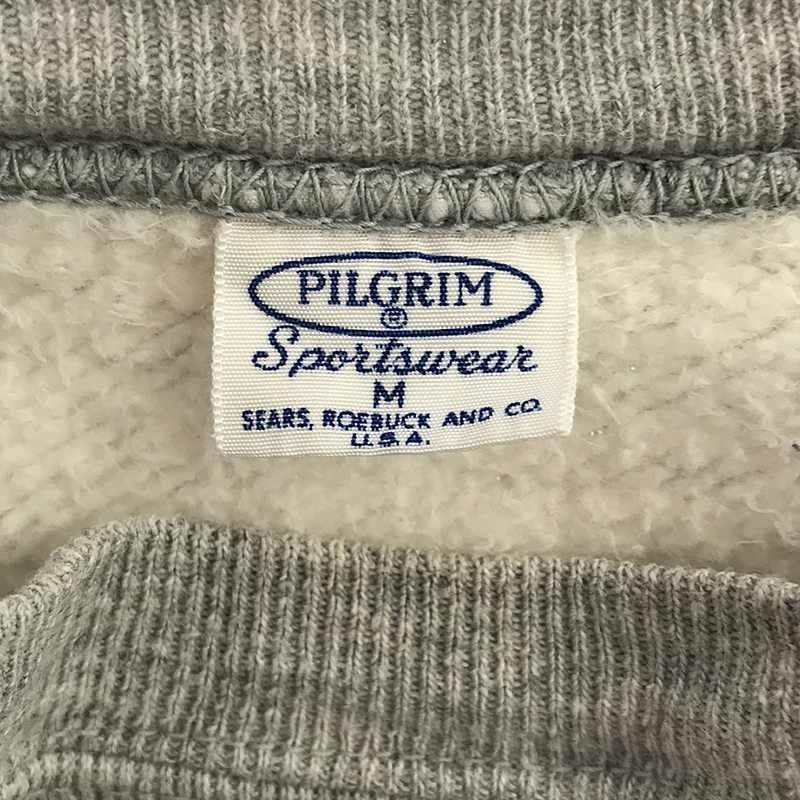 PILGRIM
®
Sportswear
M
SEARS, ROEBUCK AND CO.
U.S.A.